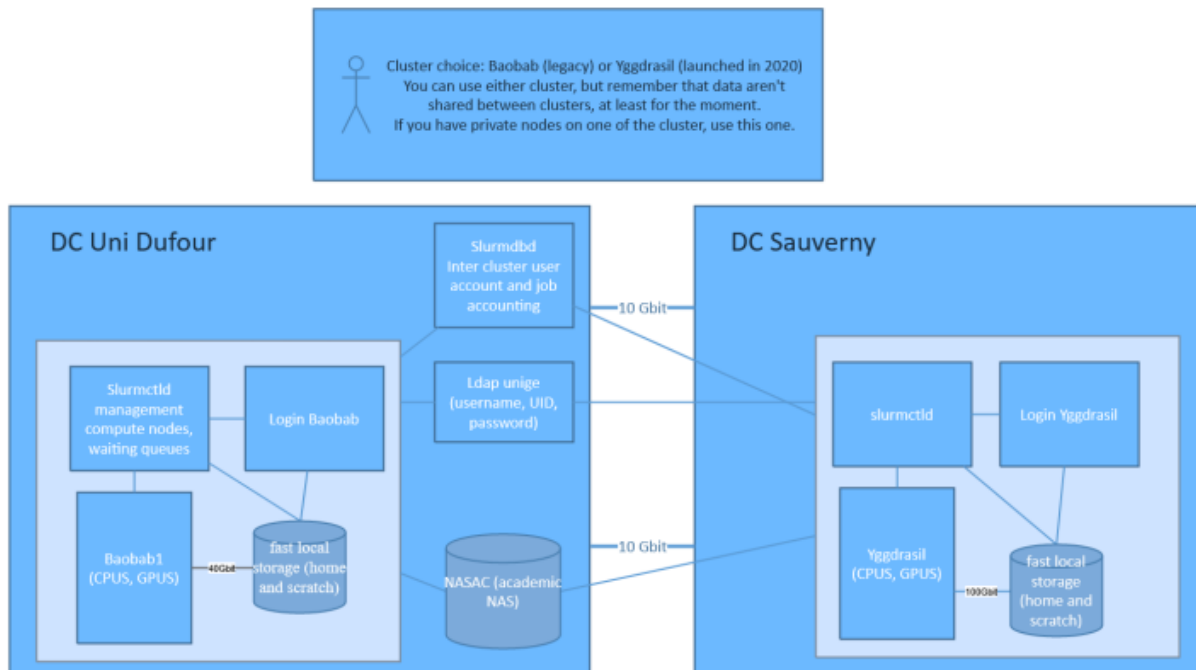 Cluster choice: Baobab (legacy) or Yggdrasil (launched in 2020)
You can use either cluster, but remember that data aren't
shared between clusters, at least for the moment.
If you have private nodes on one of the cluster, use this one.
DC Uni Dufour
Slurmdbd
Inter cluster user
account and job
accounting
Ldap unige
(username, UID,
password)
Slurmctld
management
compute nodes,
waiting queues
Login Baobab
Baobab1
(CPUS, GPUS)
40Gbit
fast local
storage (home
and scratch)
NASAC (academic
NAS)
10 Gbit
10 Gbit
DC Sauverny
slurmctld
Login Yggdrasil
Yggdrasil
(CPUS, GPUS)
100Gbit
fast local
storage
(home and
scratch)